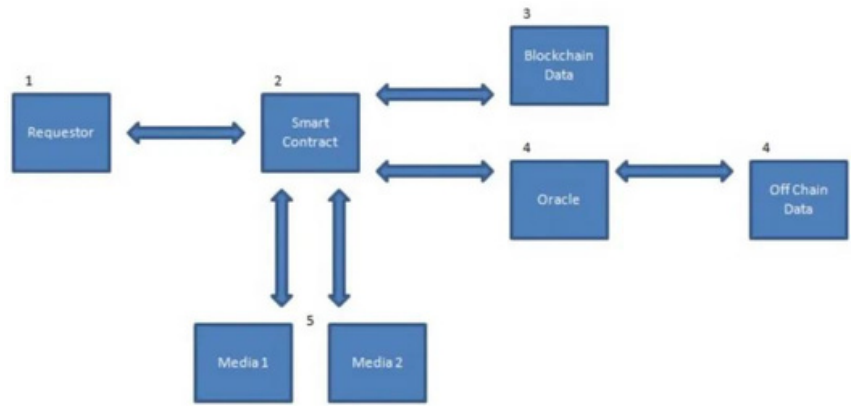 1
Requestor
2
Smart
Contract
3
Blockchain
Data
4
Oracle
4
Off Chain
Data
5
Media 1
Media 2